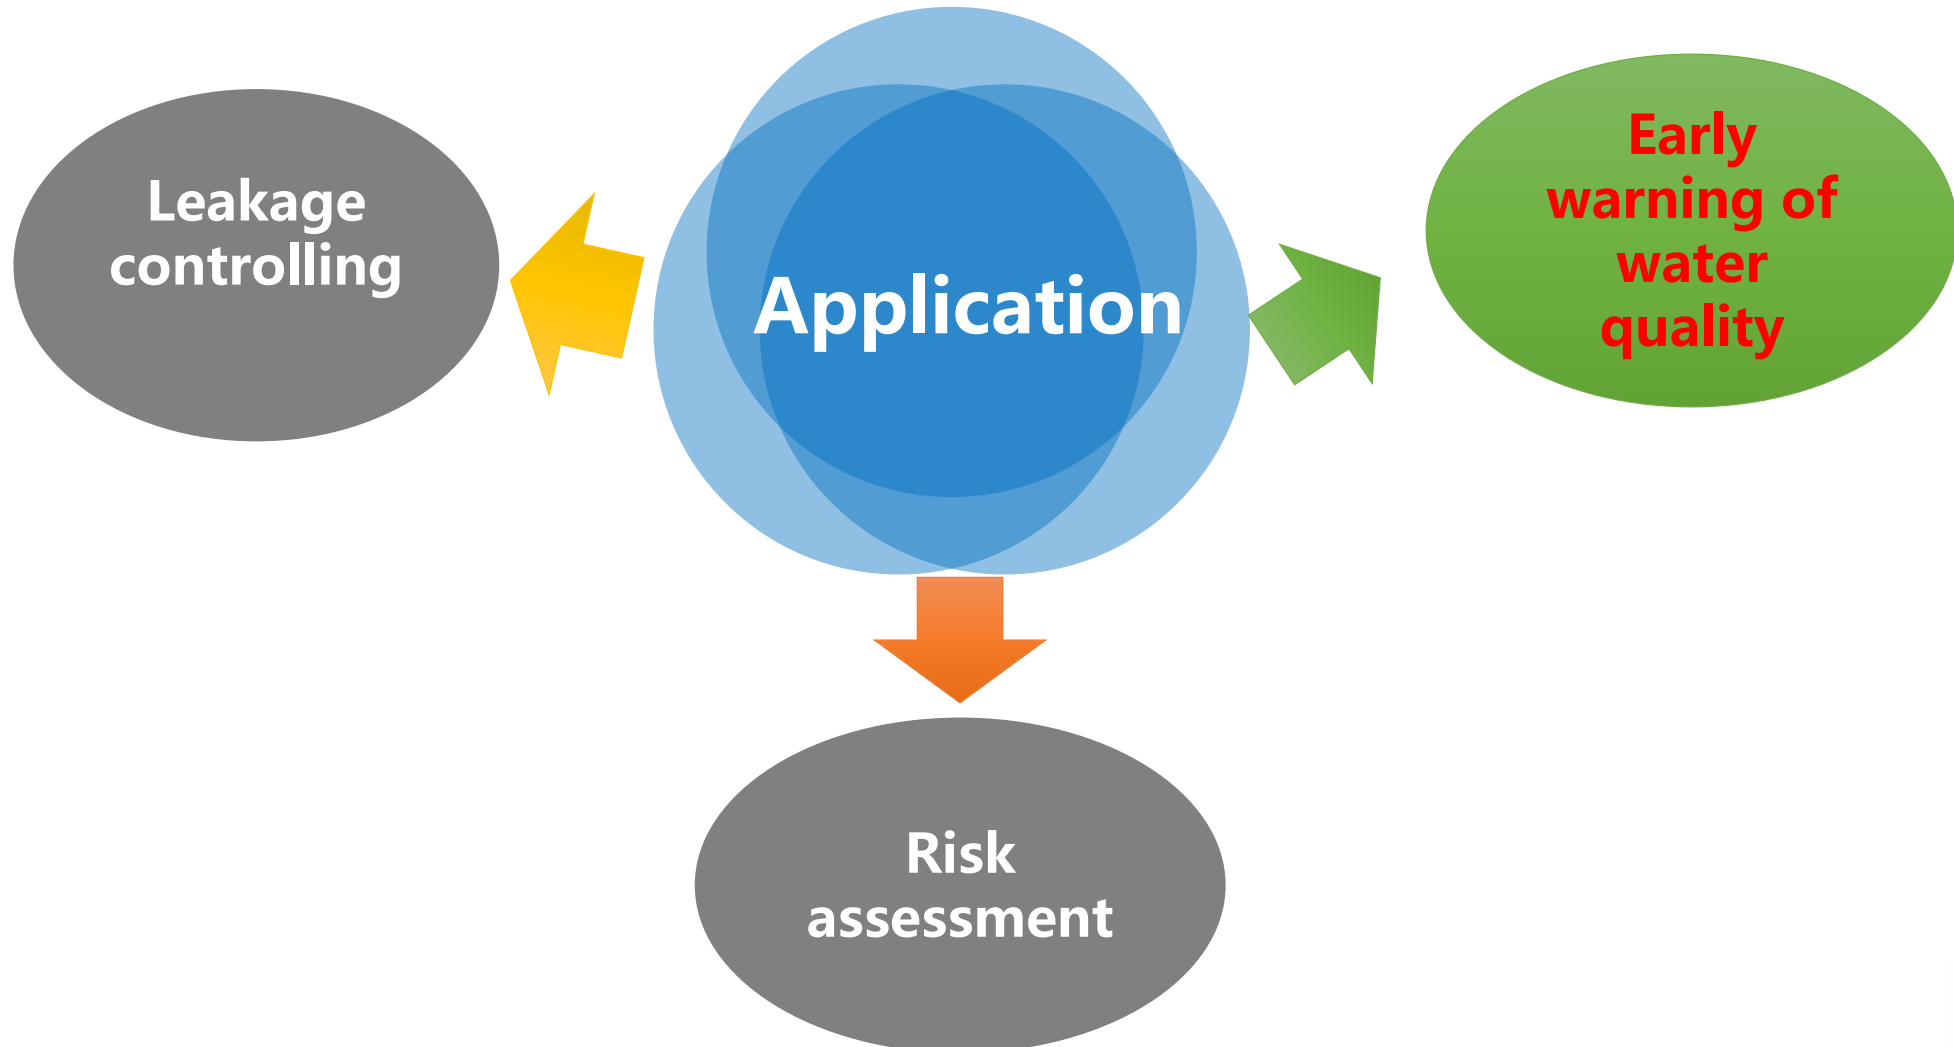 Leakage
controlling
Application
Early
warning of
water
quality
Risk
assessment